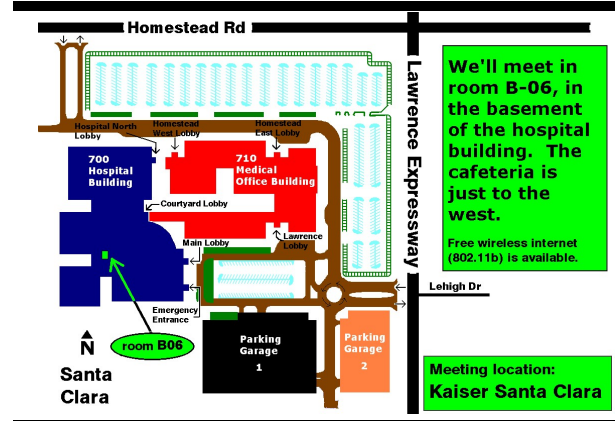 Homestead Rd
Lawrence Expressway
We'll meet in
room B-06, in
the basement
of the hospital
building.  The
cafeteria is
just to the
west.
Free wireless internet
(802.11b) is available.
Hospital North
Lobby
Homestead
West Lobby
Homestead
East Lobby
700
Hospital
Building
710
Medical
Office Building
Courtyard Lobby
Main Lobby
Lawrence
Lobby
Lehigh Dr
Emergency
Entrance
room B06
N
Santa
Clara
Parking
Garage
1
Parking
Garage
2
Meeting location:
Kaiser Santa Clara